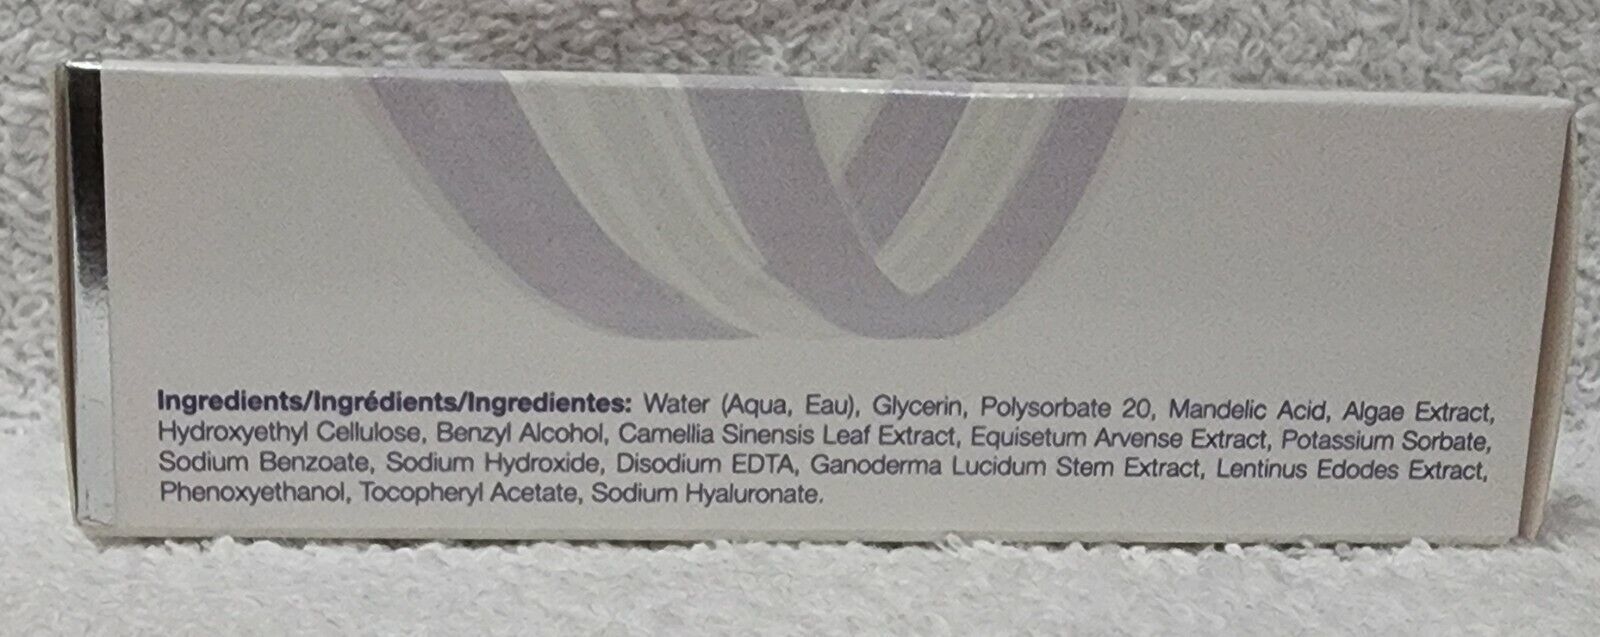 Ingredients/Ingrédients/Ingredientes: Water (Aqua, Eau), Glycerin, Polysorbate 20, Mandelic Acid, Algae Extract,
Hydroxyethyl Cellulose, Benzyl Alcohol, Camellia Sinensis Leaf Extract, Equisetum Arvense Extract, Potassium Sorbate,
Sodium Benzoate, Sodium Hydroxide, Disodium EDTA, Ganoderma Lucidum Stem Extract, Lentinus Edodes Extract,
Phenoxyethanol, Tocopheryl Acetate, Sodium Hyaluronate.